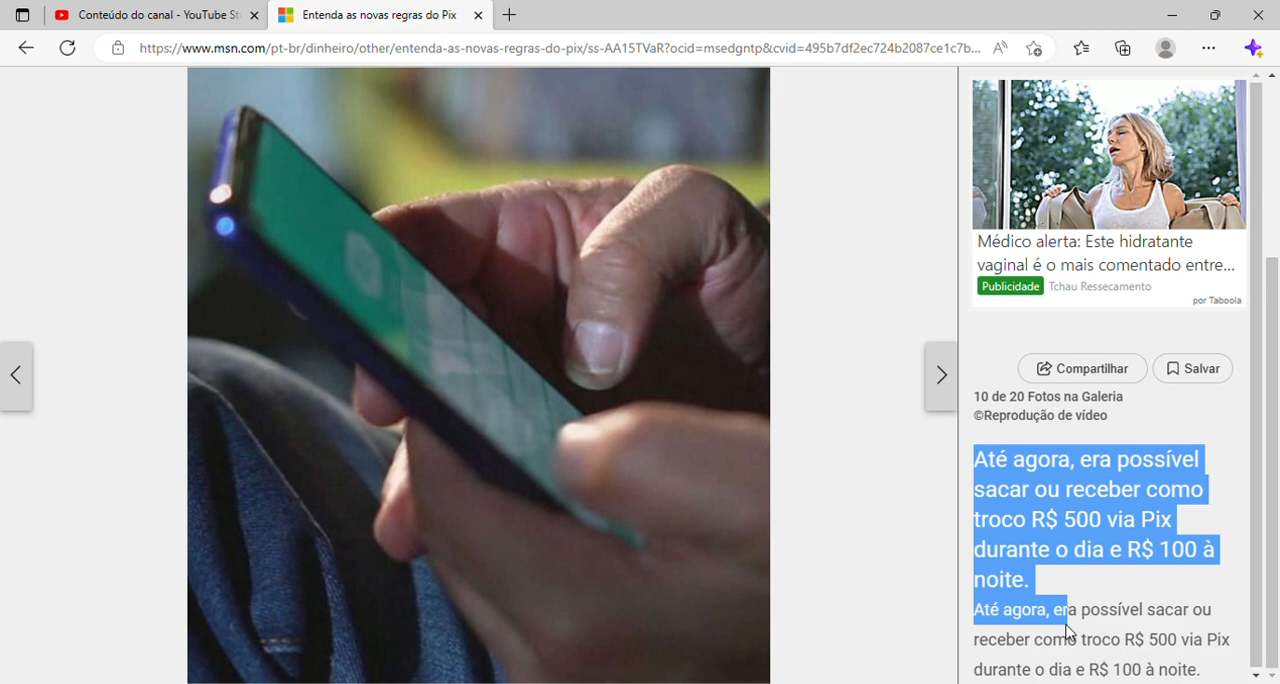 Conteúdo do canal - YouTube St
Entenda as novas regras do Pix
https://www.msn.com/pt-br/dinheiro/other/entenda-as-novas-regras-do-pix/ss-AA15TVaR?ocid=msedgntp&cvid=495b7df2ec724b2087ce1c7b...
Médico alerta: Este hidratante
vaginal é o mais comentado entre...
Publicidade Tchau Ressecamento
por Taboola
Compartilhar Salvar
10 de 20 Fotos na Galeria
©Reprodução de vídeo
Até agora, era possível
sacar ou receber como
troco R$ 500 via Pix
durante o dia e R$ 100 à
noite.
Até agora, era possível sacar ou
receber como troco R$ 500 via Pix
durante o dia e R$ 100 à noite.